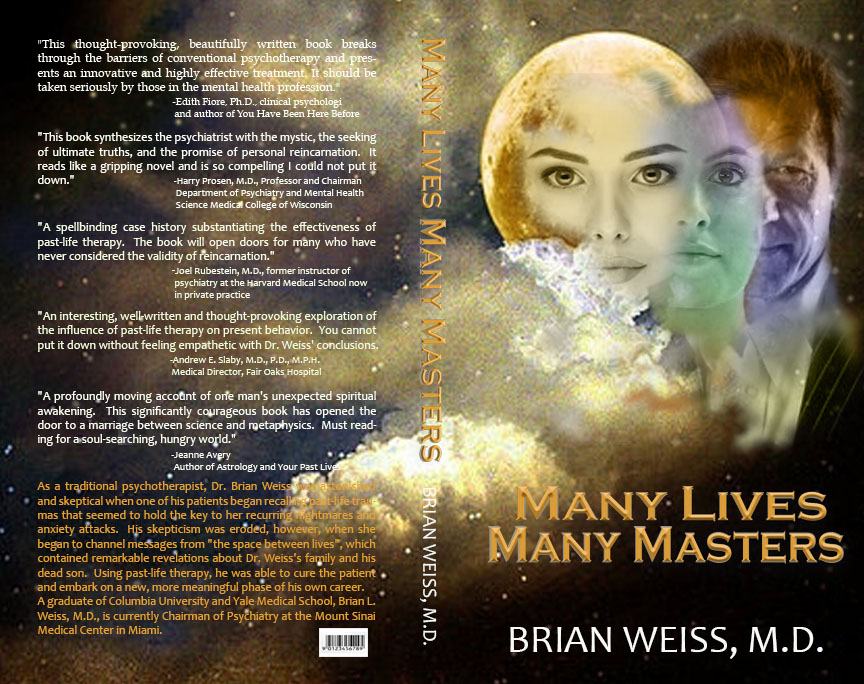 "This thought-provoking, beautifully written book breaks
through the barriers of conventional psychotherapy and pres-
ents an innovative and highly effective treatment. It should be
taken seriously by those in the mental health profession."
-Edith Fiore, Ph.D., clinical psychologi
and author of You Have Been Here Before
"This book synthesizes the psychiatrist with the mystic, the seeking
of ultimate truths, and the promise of personal reincarnation. It
reads like a gripping novel and is so compelling I could not put it
down."
-Harry Prosen, M.D., Professor and Chairman
Department of Psychiatry and Mental Health
Science Medical College of Wisconsin
"A spellbinding case history substantiating the effectiveness of
past-life therapy. The book will open doors for many who have
never considered the validity of reincarnation."
-Joel Rubestein, M.D., former instructor of
psychiatry at the Harvard Medical School now
in private practice
"An interesting, well-written and thought-provoking exploration of
the influence of past-life therapy on present behavior. You cannot
put it down without feeling empathetic with Dr. Weiss' conclusions.
-Andrew E. Slaby, M.D., P.D., M.P.H.
Medical Director, Fair Oaks Hospital
"A profoundly moving account of one man's unexpected spiritual
awakening. This significantly courageous book has opened the
door to a marriage between science and metaphysics. Must read-
ing for a soul-searching, hungry world."
-Jeanne Avery
Author of Astrology and Your Past Lives
As a traditional psychotherapist, Dr. Brian Weiss was astonished
and skeptical when one of his patients began recalling past-life trau-
mas that seemed to hold the key to her recurring nightmares and
anxiety attacks. His skepticism was eroded, however, when she
began to channel messages from "the space between lives", which
contained remarkable revelations about Dr. Weiss's family and his
dead son. Using past-life therapy, he was able to cure the patient
and embark on a new, more meaningful phase of his own career.
A graduate of Columbia University and Yale Medical School, Brian L.
Weiss, M.D., is currently Chairman of Psychiatry at the Mount Sinai
Medical Center in Miami.
9 0123456789
MANY LIVES MANY MASTERS
BRIAN WEISS, M.D.
MANY LIVES
MANY MASTERS
BRIAN WEISS, M.D.